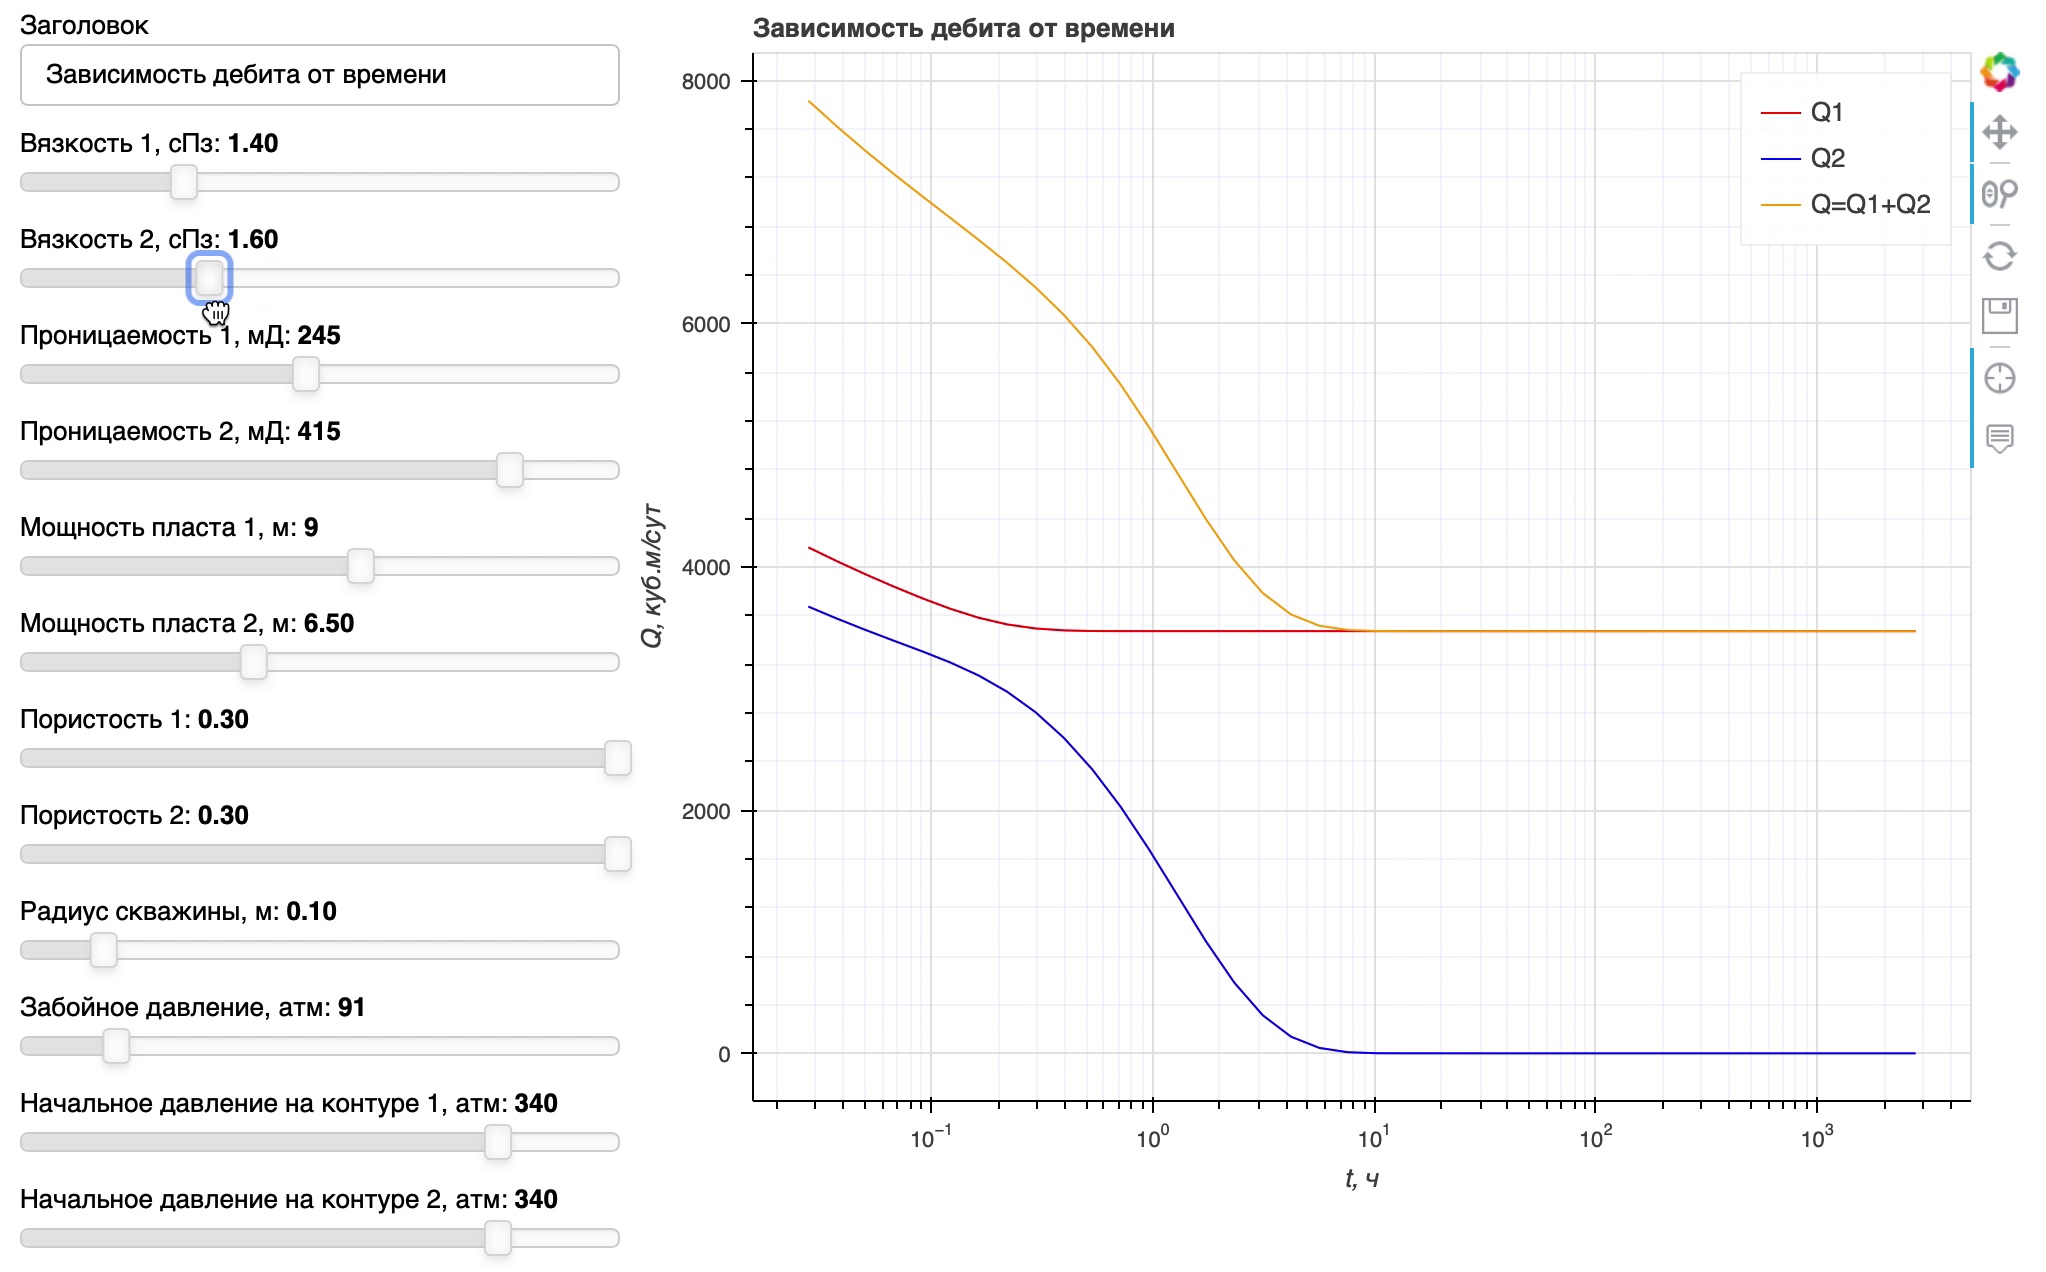 Заголовок
Зависимость дебита от времени
Вязкость 1, сПз: 1.40
Вязкость 2, сПз: 1.60
Проницаемость 1, мД: 245
Проницаемость 2, мД: 415
Мощность пласта 1, м: 9
Мощность пласта 2, м: 6.50
Пористость 1: 0.30
Пористость 2: 0.30
Радиус скважины, м: 0.10
Забойное давление, атм: 91
Начальное давление на контуре 1, атм: 340
Начальное давление на контуре 2, атм: 340
Зависимость дебита от времени
Q, куб.м/сут
8000
6000
4000
2000
0
Q1
Q2
Q=Q1+Q2
10⁻¹ 10⁰ 10¹ 10² 10³
t, ч